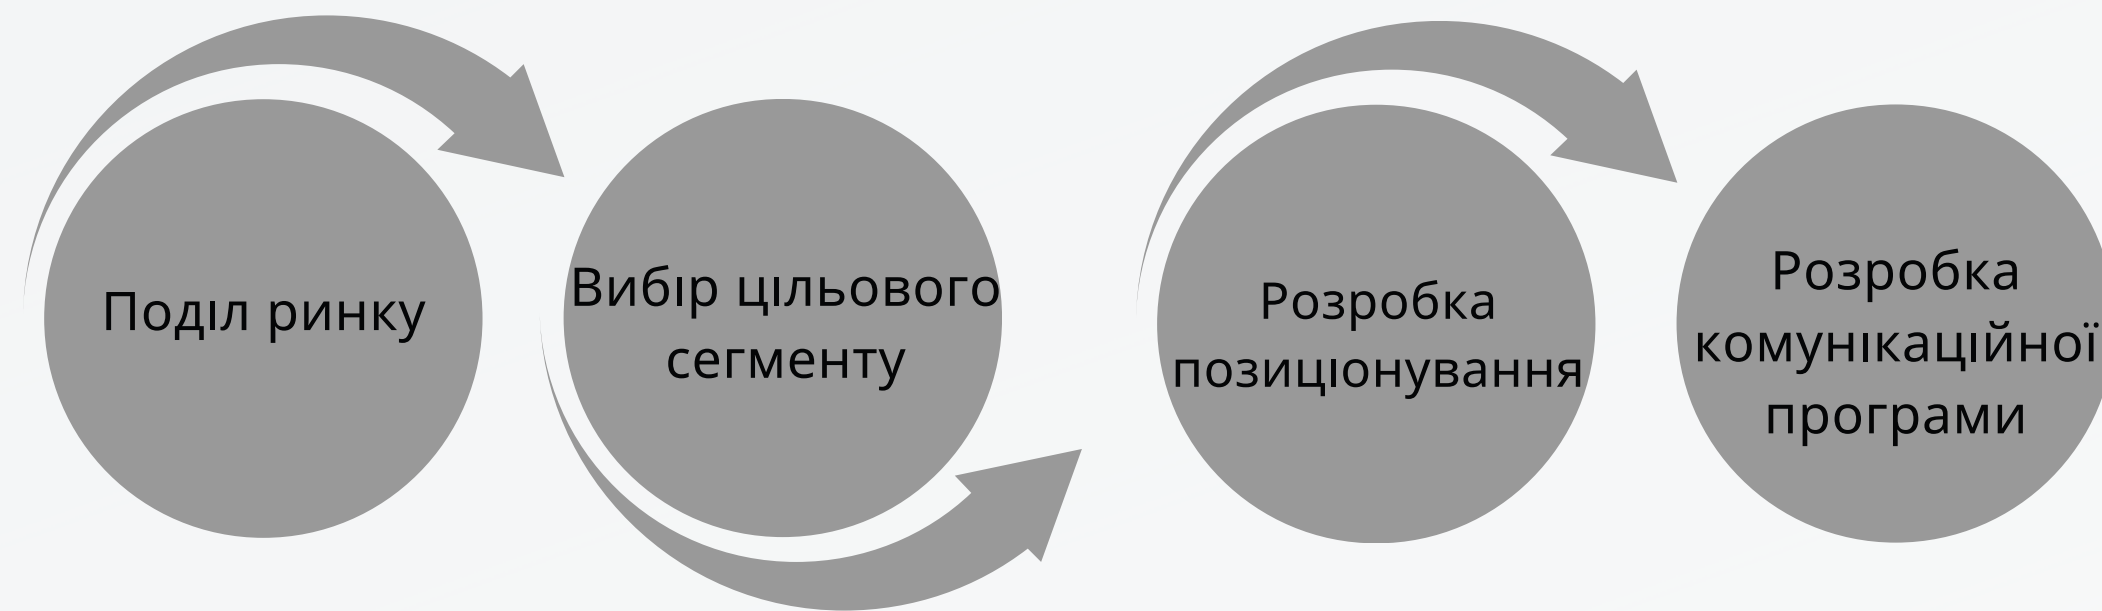 Поділ ринку
Вибір цільового
сегменту
Розробка
позиціонування
Розробка
комунікаційної
програми